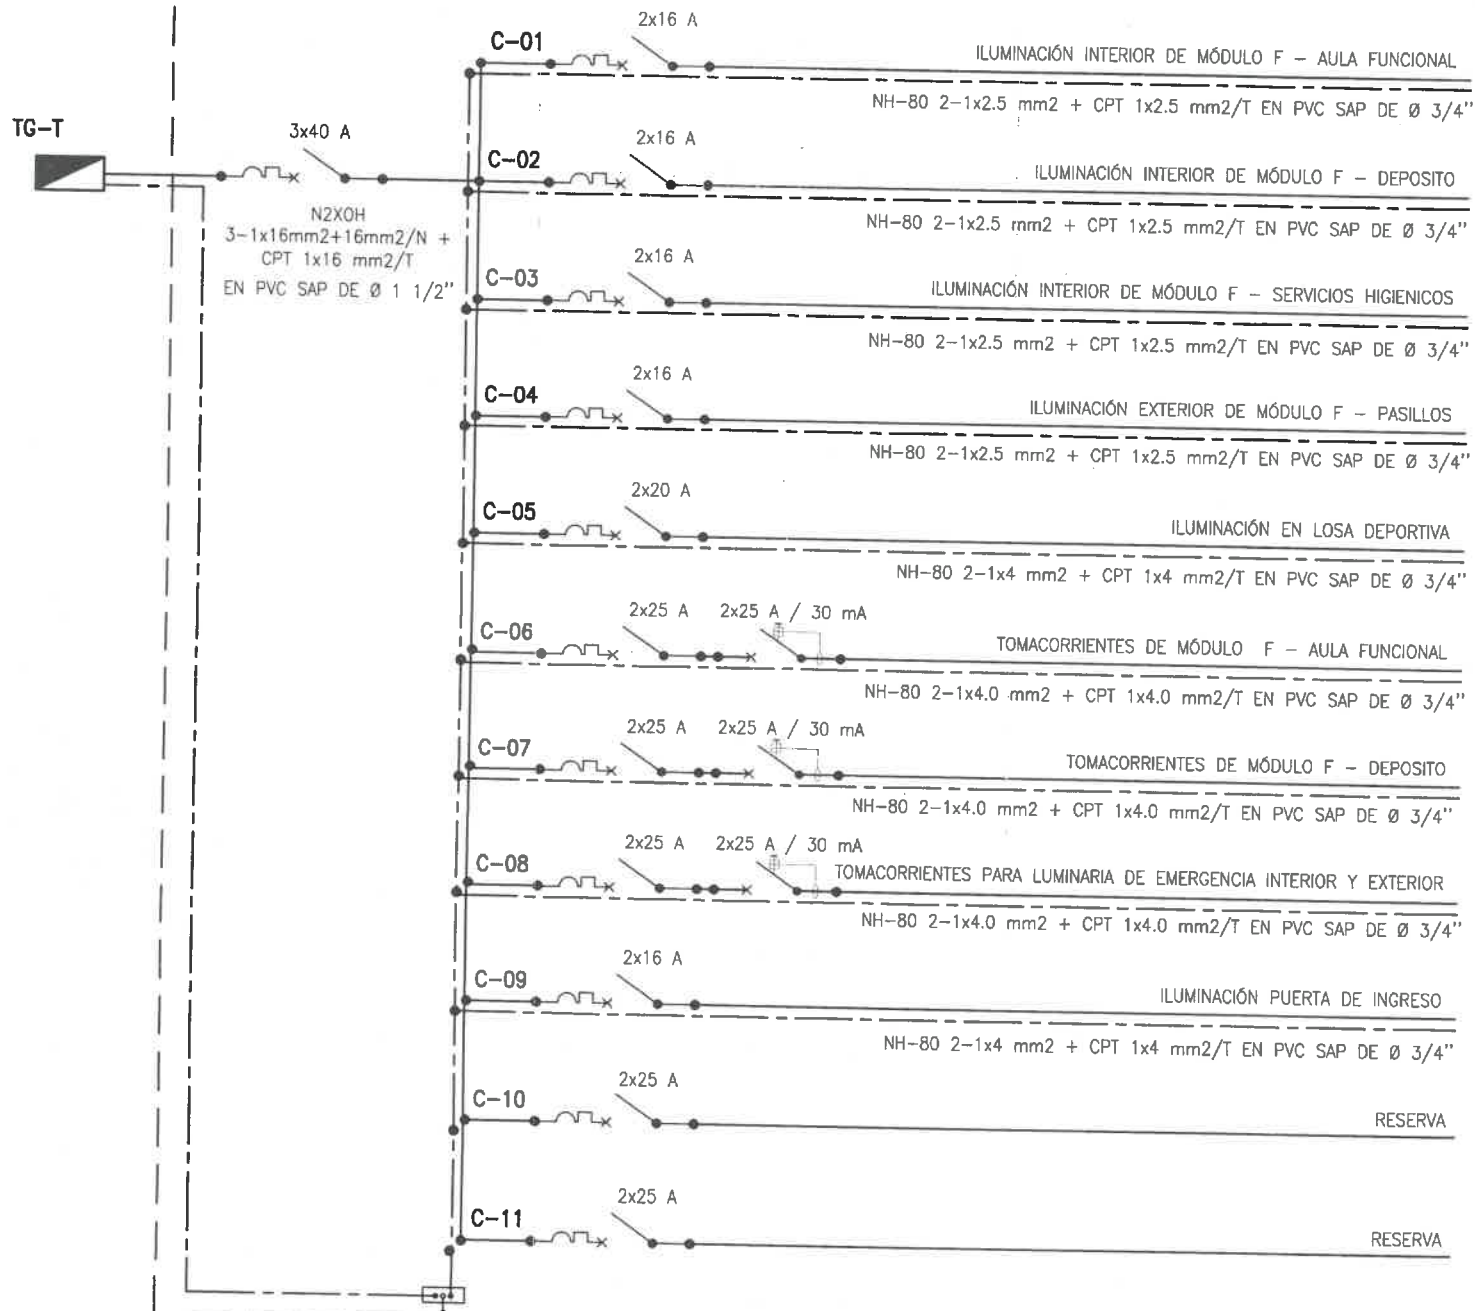 TG-T
3x40 A
N2XOH
3-1x16mm2+16mm2/N +
CPT 1x16 mm2/T
EN PVC SAP DE Ø 1 1/2"
C-01
2x16 A
ILUMINACIÓN INTERIOR DE MÓDULO F - AULA FUNCIONAL
NH-80 2-1x2.5 mm2 + CPT 1x2.5 mm2/T EN PVC SAP DE Ø 3/4"
C-02
2x16 A
ILUMINACIÓN INTERIOR DE MÓDULO F - DEPOSITO
NH-80 2-1x2.5 mm2 + CPT 1x2.5 mm2/T EN PVC SAP DE Ø 3/4"
C-03
2x16 A
ILUMINACIÓN INTERIOR DE MÓDULO F - SERVICIOS HIGIENICOS
NH-80 2-1x2.5 mm2 + CPT 1x2.5 mm2/T EN PVC SAP DE Ø 3/4"
C-04
2x16 A
ILUMINACIÓN EXTERIOR DE MÓDULO F - PASILLOS
NH-80 2-1x2.5 mm2 + CPT 1x2.5 mm2/T EN PVC SAP DE Ø 3/4"
C-05
2x20 A
ILUMINACIÓN EN LOSA DEPORTIVA
NH-80 2-1x4 mm2 + CPT 1x4 mm2/T EN PVC SAP DE Ø 3/4"
C-06
2x25 A
2x25 A / 30 mA
TOMACORRIENTES DE MÓDULO F - AULA FUNCIONAL
NH-80 2-1x4.0 mm2 + CPT 1x4.0 mm2/T EN PVC SAP DE Ø 3/4"
C-07
2x25 A
2x25 A / 30 mA
TOMACORRIENTES DE MÓDULO F - DEPOSITO
NH-80 2-1x4.0 mm2 + CPT 1x4.0 mm2/T EN PVC SAP DE Ø 3/4"
C-08
2x25 A
2x25 A / 30 mA
TOMACORRIENTES PARA LUMINARIA DE EMERGENCIA INTERIOR Y EXTERIOR
NH-80 2-1x4.0 mm2 + CPT 1x4.0 mm2/T EN PVC SAP DE Ø 3/4"
C-09
2x16 A
ILUMINACIÓN PUERTA DE INGRESO
NH-80 2-1x4 mm2 + CPT 1x4 mm2/T EN PVC SAP DE Ø 3/4"
C-10
2x25 A
RESERVA
C-11
2x25 A
RESERVA